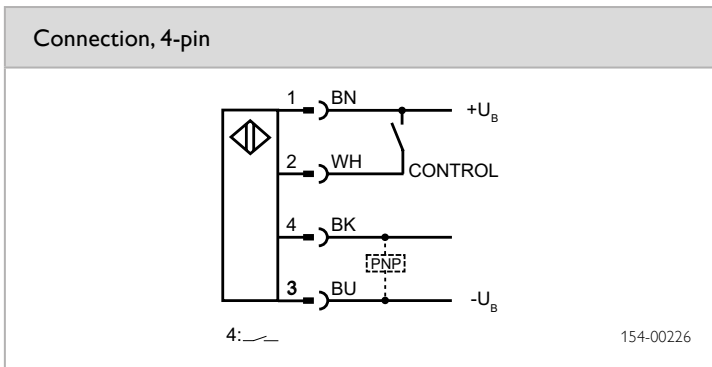 Connection, 4-pin
1 BN +U_B
2 WH CONTROL
4 BK
PNP
3 BU -U_B
4:
154-00226